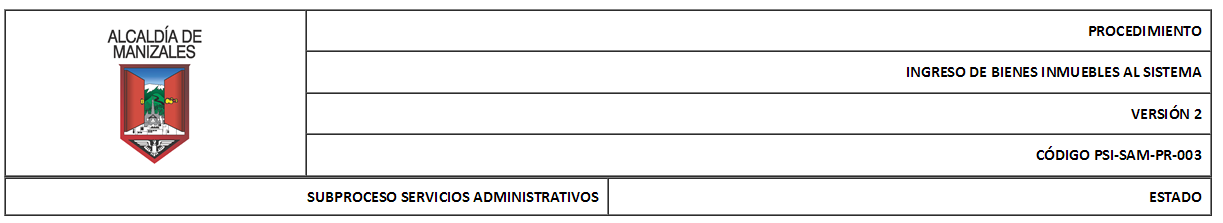 ALCALDÍA DE
MANIZALES
PROCEDIMIENTO
INGRESO DE BIENES INMUEBLES AL SISTEMA
VERSIÓN 2
CÓDIGO PSI-SAM-PR-003
SUBPROCESO SERVICIOS ADMINISTRATIVOS
ESTADO